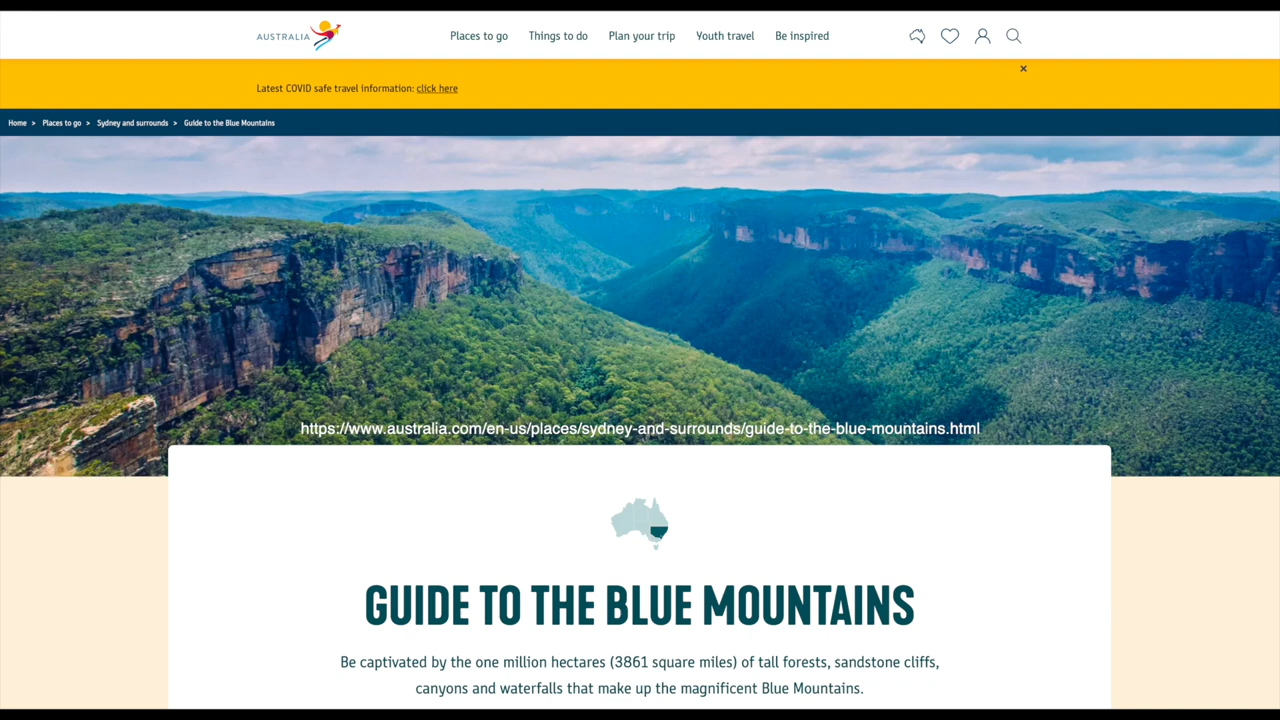 AUSTRALIA
Places to go
Things to do
Plan your trip
Youth travel
Be inspired
Latest COVID safe travel information: click here
×
Home > Places to go > Sydney and surrounds > Guide to the Blue Mountains
https://www.australia.com/en-us/places/sydney-and-surrounds/guide-to-the-blue-mountains.html
GUIDE TO THE BLUE MOUNTAINS
Be captivated by the one million hectares (3861 square miles) of tall forests, sandstone cliffs,
canyons and waterfalls that make up the magnificent Blue Mountains.